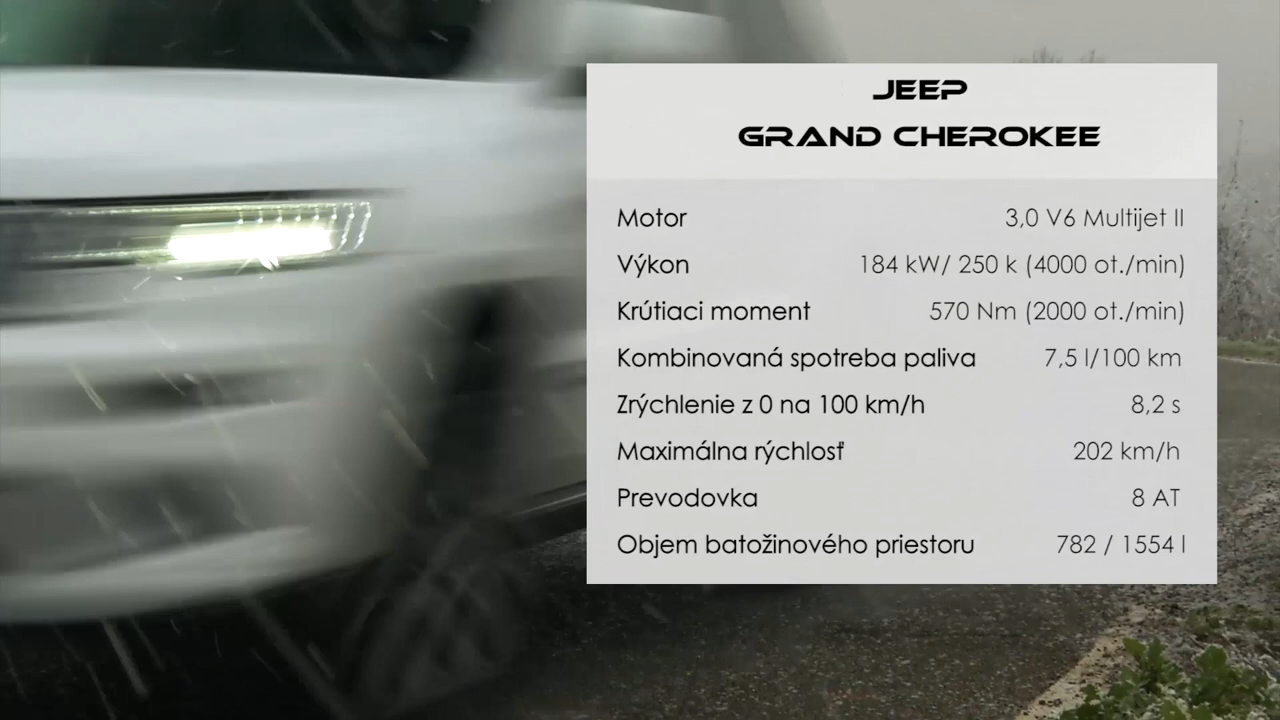 JEEP
GRAND CHEROKEE
Motor 3,0 V6 Multijet II
Výkon 184 kW/ 250 k (4000 ot./min)
Krútiaci moment 570 Nm (2000 ot./min)
Kombinovaná spotreba paliva 7,5 l/100 km
Zrýchlenie z 0 na 100 km/h 8,2 s
Maximálna rýchlosť 202 km/h
Prevodovka 8 AT
Objem batožinového priestoru 782 / 1554 l